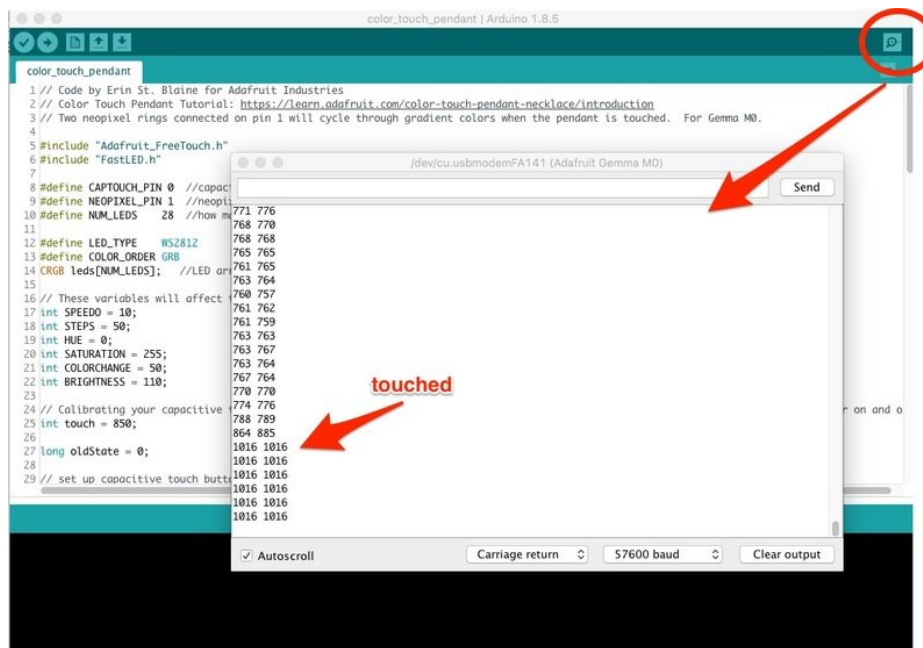 color_touch_pendant | Arduino 1.8.5
color_touch_pendant
1 // Code by Erin St. Blaine for Adafruit Industries
2 // Color Touch Pendant Tutorial: https://learn.adafruit.com/color-touch-pendant-necklace/introduction
3 // Two neopixel rings connected on pin 1 will cycle through gradient colors when the pendant is touched. For Gemma M0.
4
5 #include "Adafruit_FreeTouch.h"
6 #include "FastLED.h"
7
8 #define CAPTOUCH_PIN 0 //capac
9 #define NEOPIXEL_PIN 1 //neopi
10 #define NUM_LEDS 28 //how m
11
12 #define LED_TYPE WS2812
13 #define COLOR_ORDER GRB
14 CRGB leds[NUM_LEDS]; //LED arr
15
16 // These variables will affect
17 int SPEEDO = 10;
18 int STEPS = 50;
19 int HUE = 0;
20 int SATURATION = 255;
21 int COLORCHANGE = 50;
22 int BRIGHTNESS = 110;
23
24 // Calibrating your capacitive
r on and o
25 int touch = 850;
26
27 long oldState = 0;
28
29 // set up capacitive touch butt
/dev/cu.usbmodemFA141 (Adafruit Gemma M0)
Send
771 776
768 770
768 768
765 765
761 765
763 764
760 757
761 762
761 759
763 763
763 767
763 764
767 764
770 770
774 776
788 789
864 885
1016 1016
1016 1016
1016 1016
1016 1016
1016 1016
1016 1016
touched
Autoscroll
Carriage return
57600 baud
Clear output